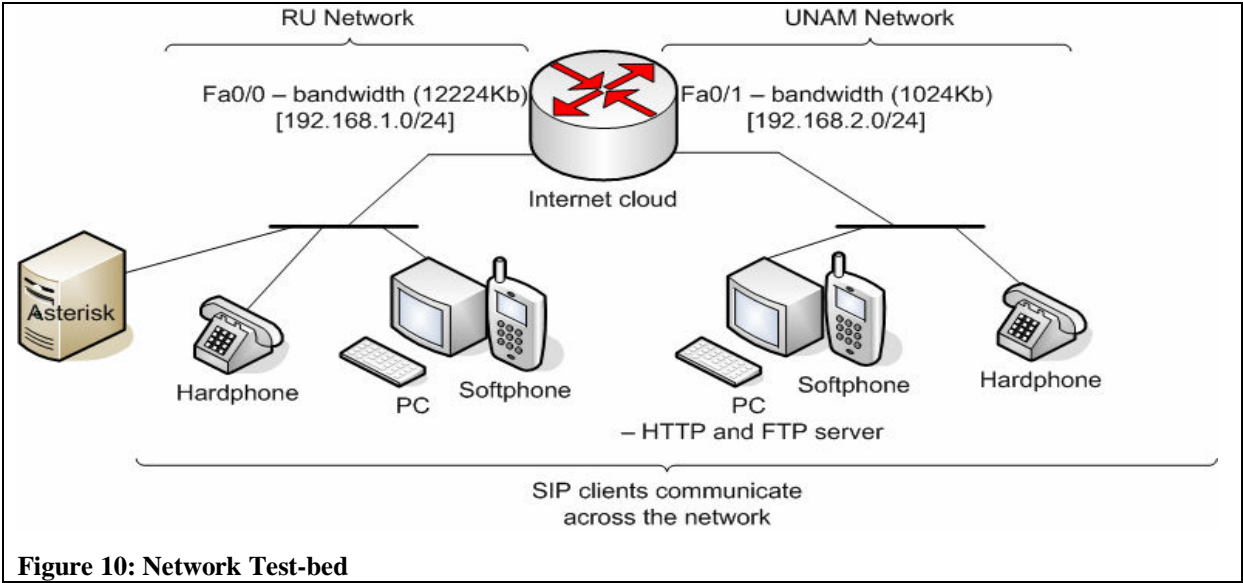 RU Network
UNAM Network
Fa0/0 – bandwidth (12224Kb)
[192.168.1.0/24]
Fa0/1 – bandwidth (1024Kb)
[192.168.2.0/24]
Internet cloud
Asterisk
Hardphone
PC
Softphone
PC
Softphone
Hardphone
– HTTP and FTP server
SIP clients communicate
across the network
Figure 10: Network Test-bed